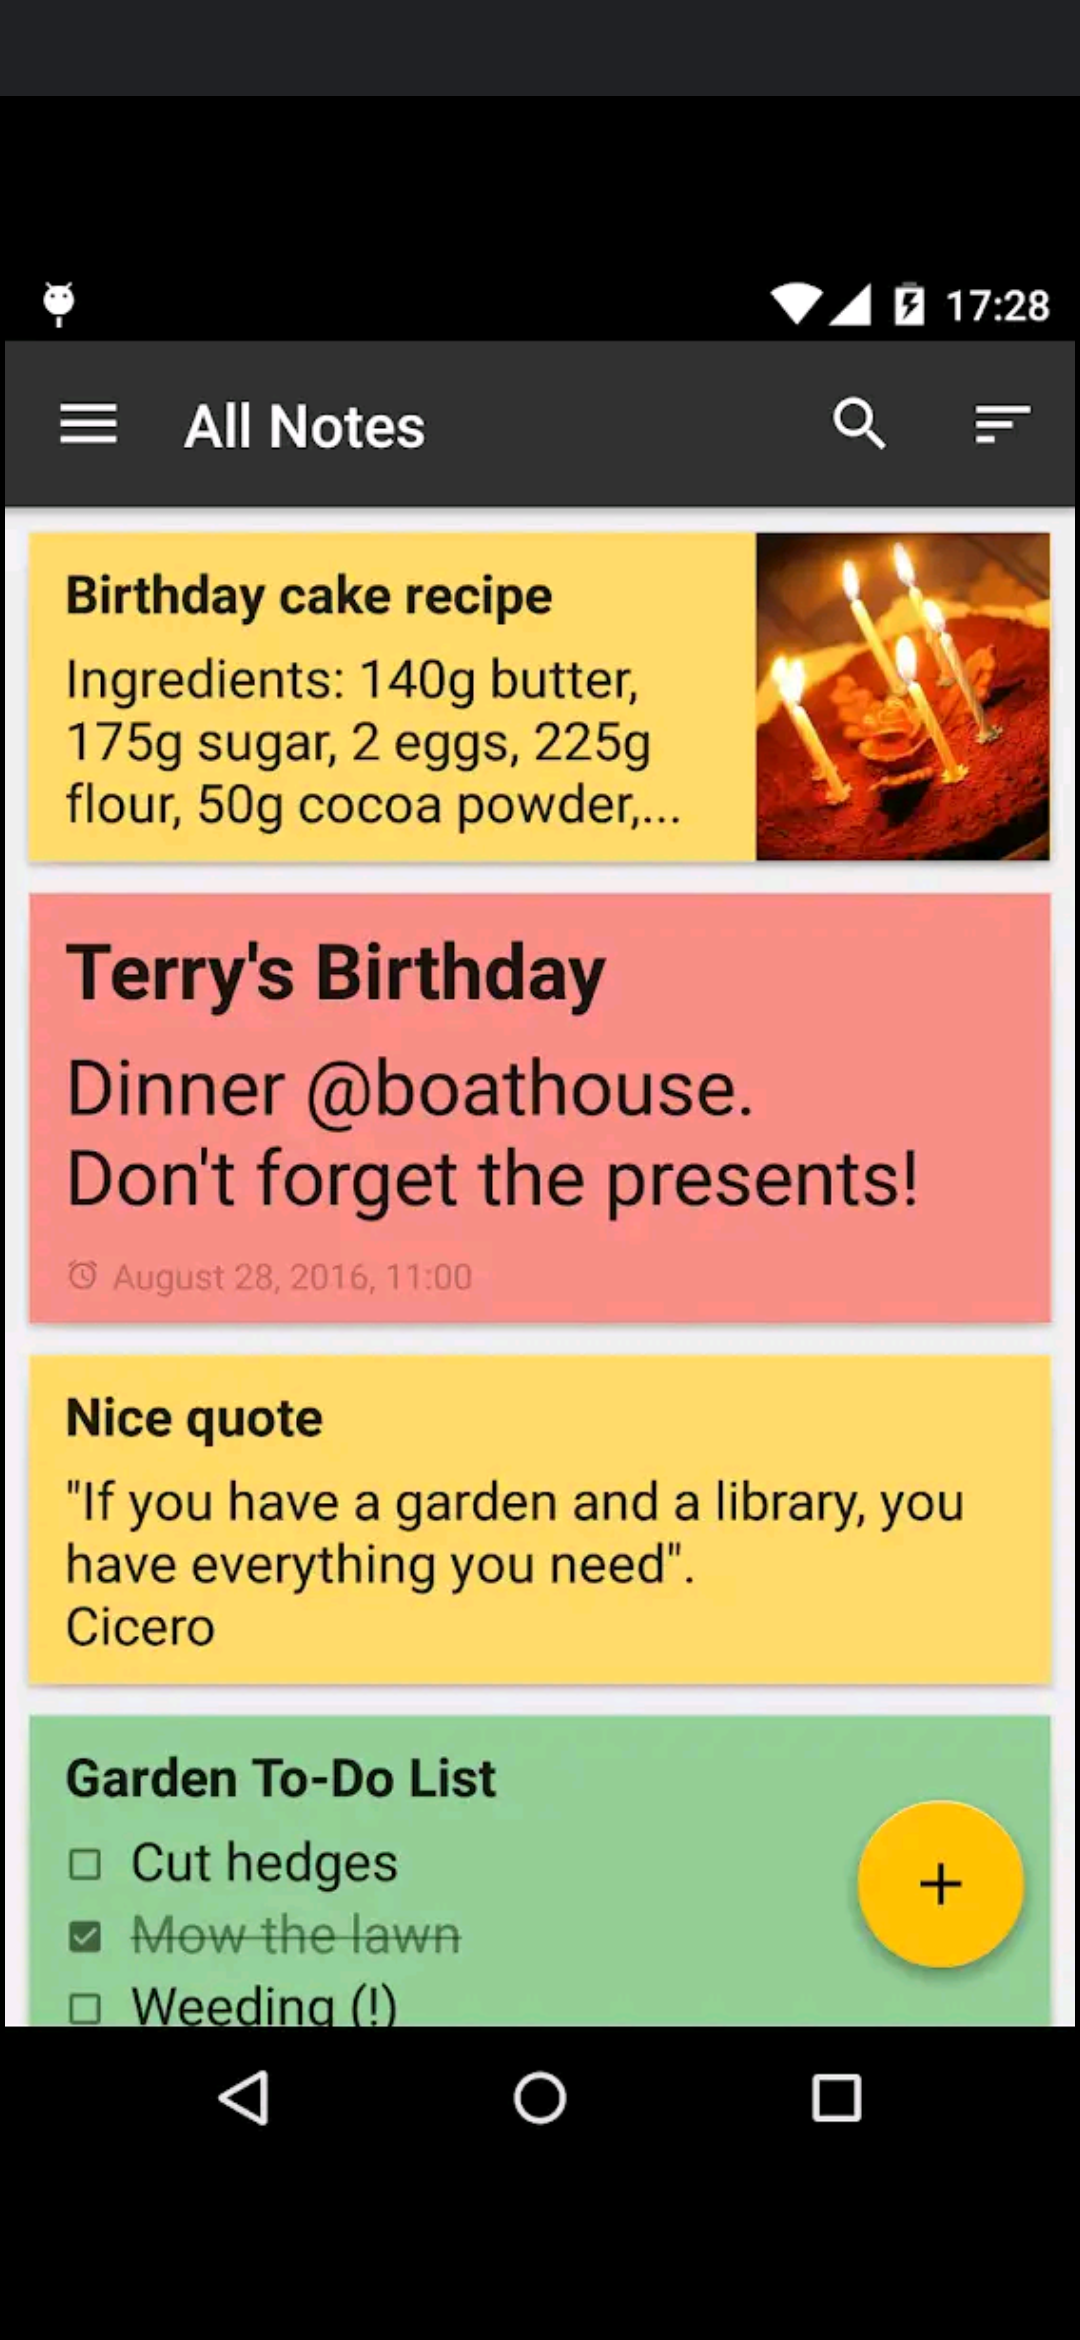 17:28
All Notes
Birthday cake recipe
Ingredients: 140g butter,
175g sugar, 2 eggs, 225g
flour, 50g cocoa powder,...
Terry's Birthday
Dinner @boathouse.
Don't forget the presents!
August 28, 2016, 11:00
Nice quote
"If you have a garden and a library, you
have everything you need".
Cicero
Garden To-Do List
Cut hedges
Mow the lawn
Weeding (!)